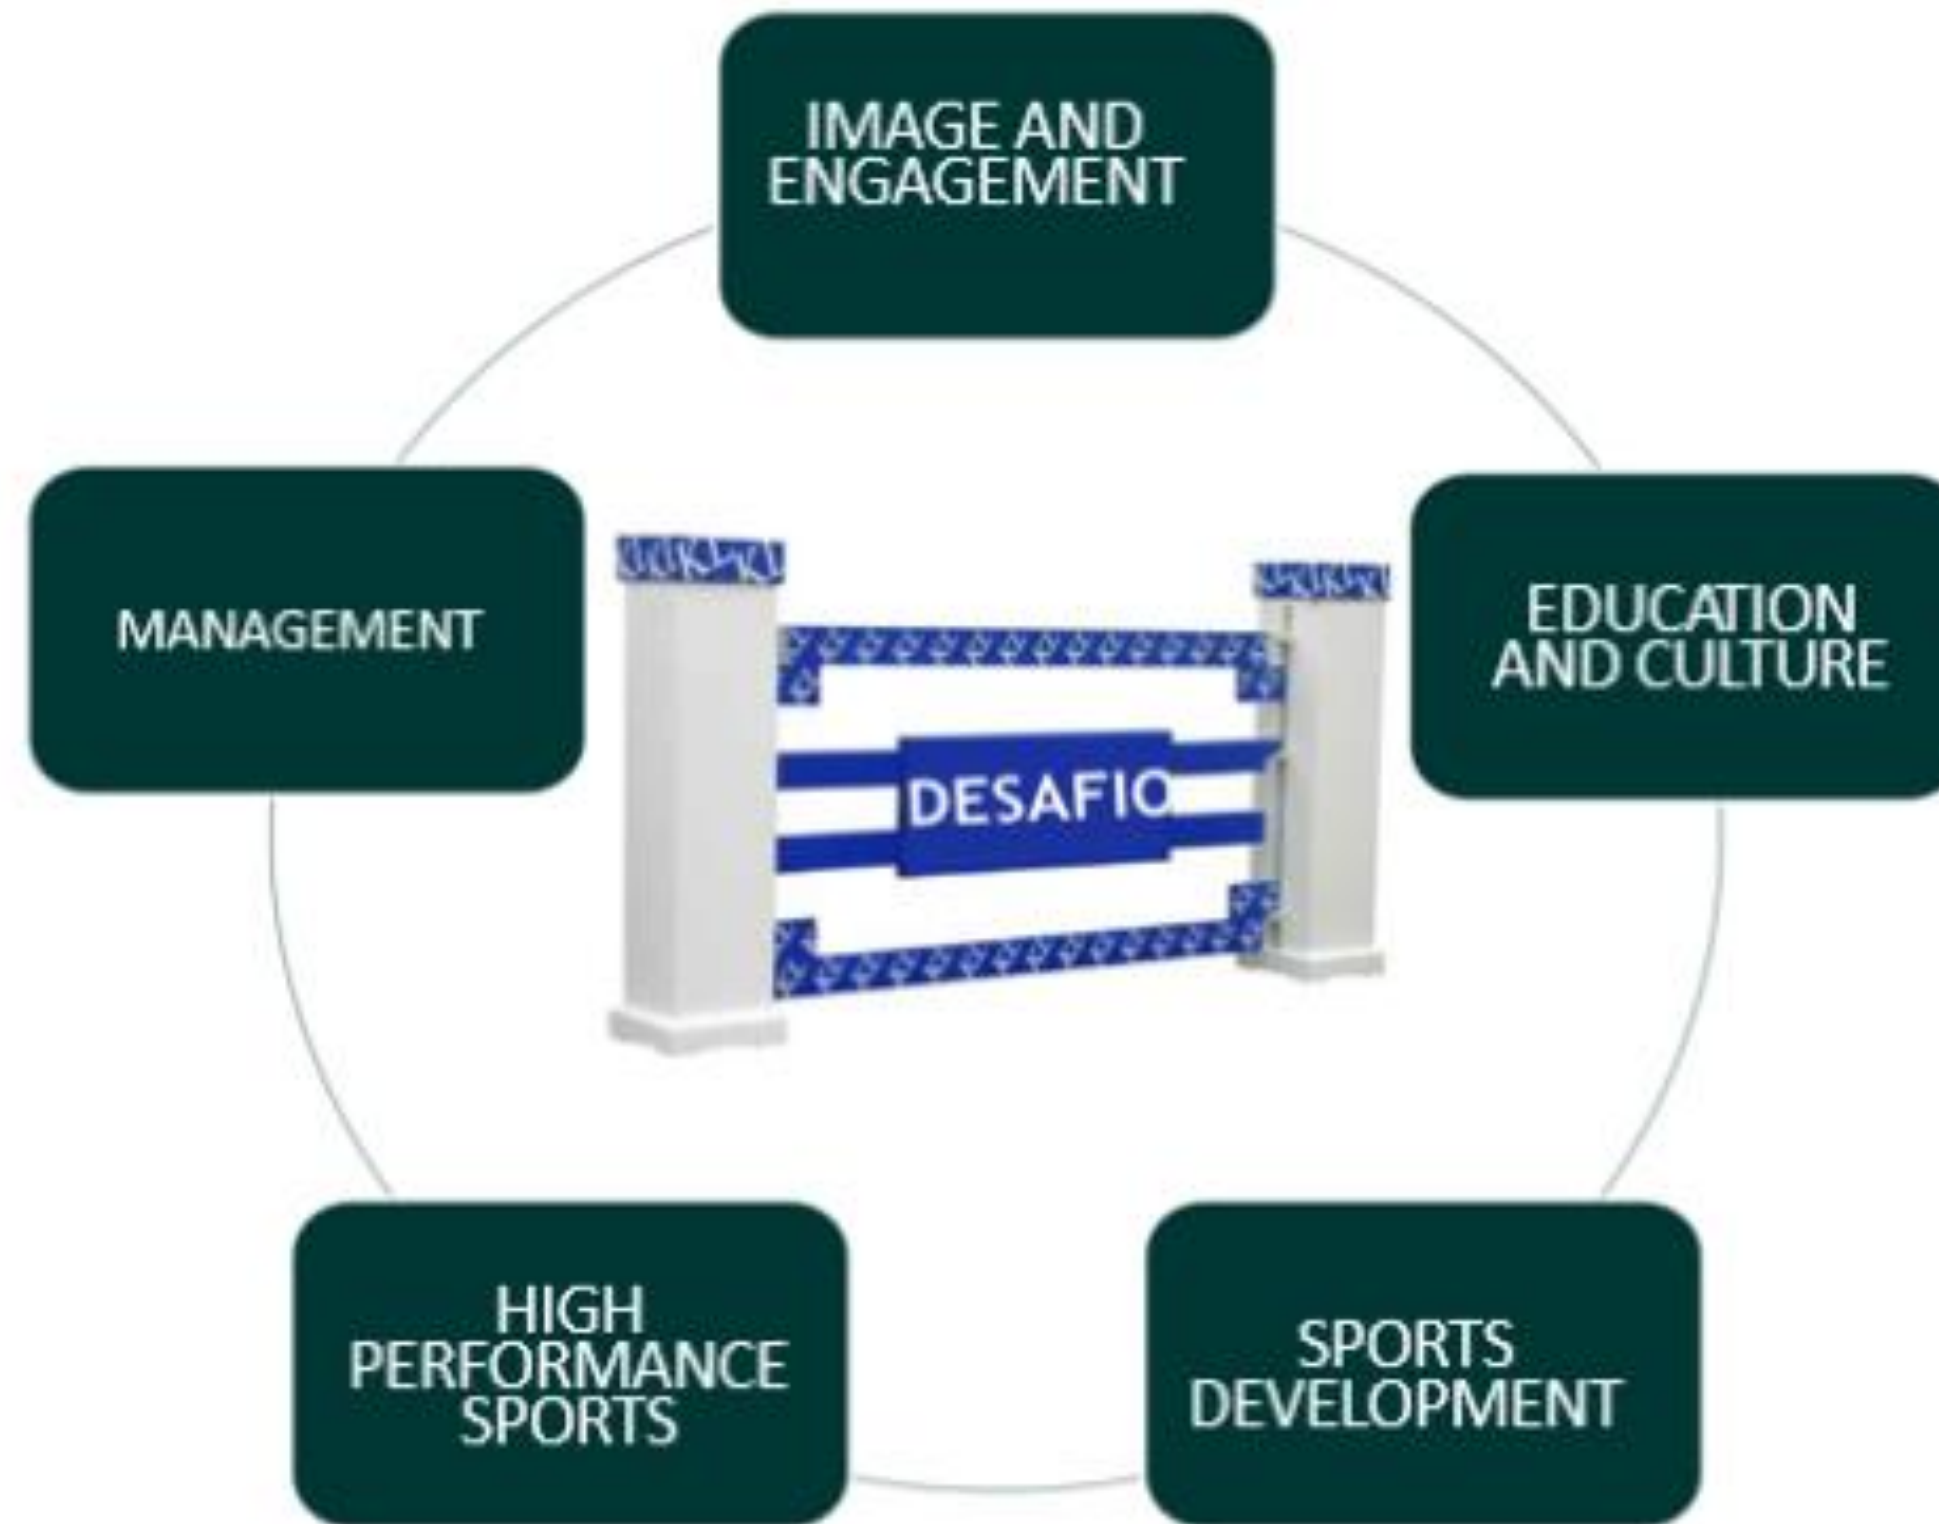 IMAGE AND
ENGAGEMENT
MANAGEMENT
EDUCATION
AND CULTURE
DESAFIO
HIGH
PERFORMANCE
SPORTS
SPORTS
DEVELOPMENT